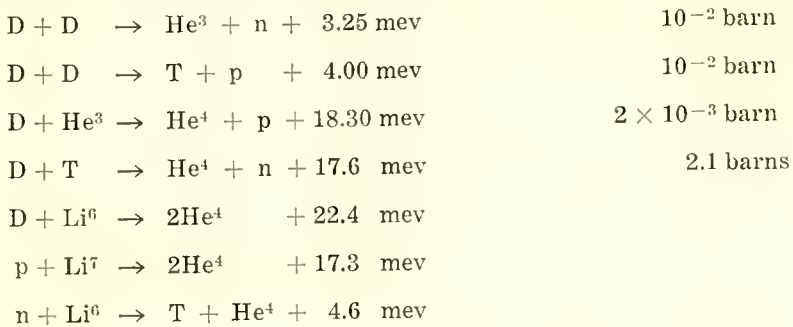 D + D → He³ + n + 3.25 mev 10⁻² barn
D + D → T + p + 4.00 mev 10⁻² barn
D + He³ → He⁴ + p + 18.30 mev 2 × 10⁻³ barn
D + T → He⁴ + n + 17.6 mev 2.1 barns
D + Li⁶ → 2He⁴ + 22.4 mev
p + Li⁷ → 2He⁴ + 17.3 mev
n + Li⁶ → T + He⁴ + 4.6 mev